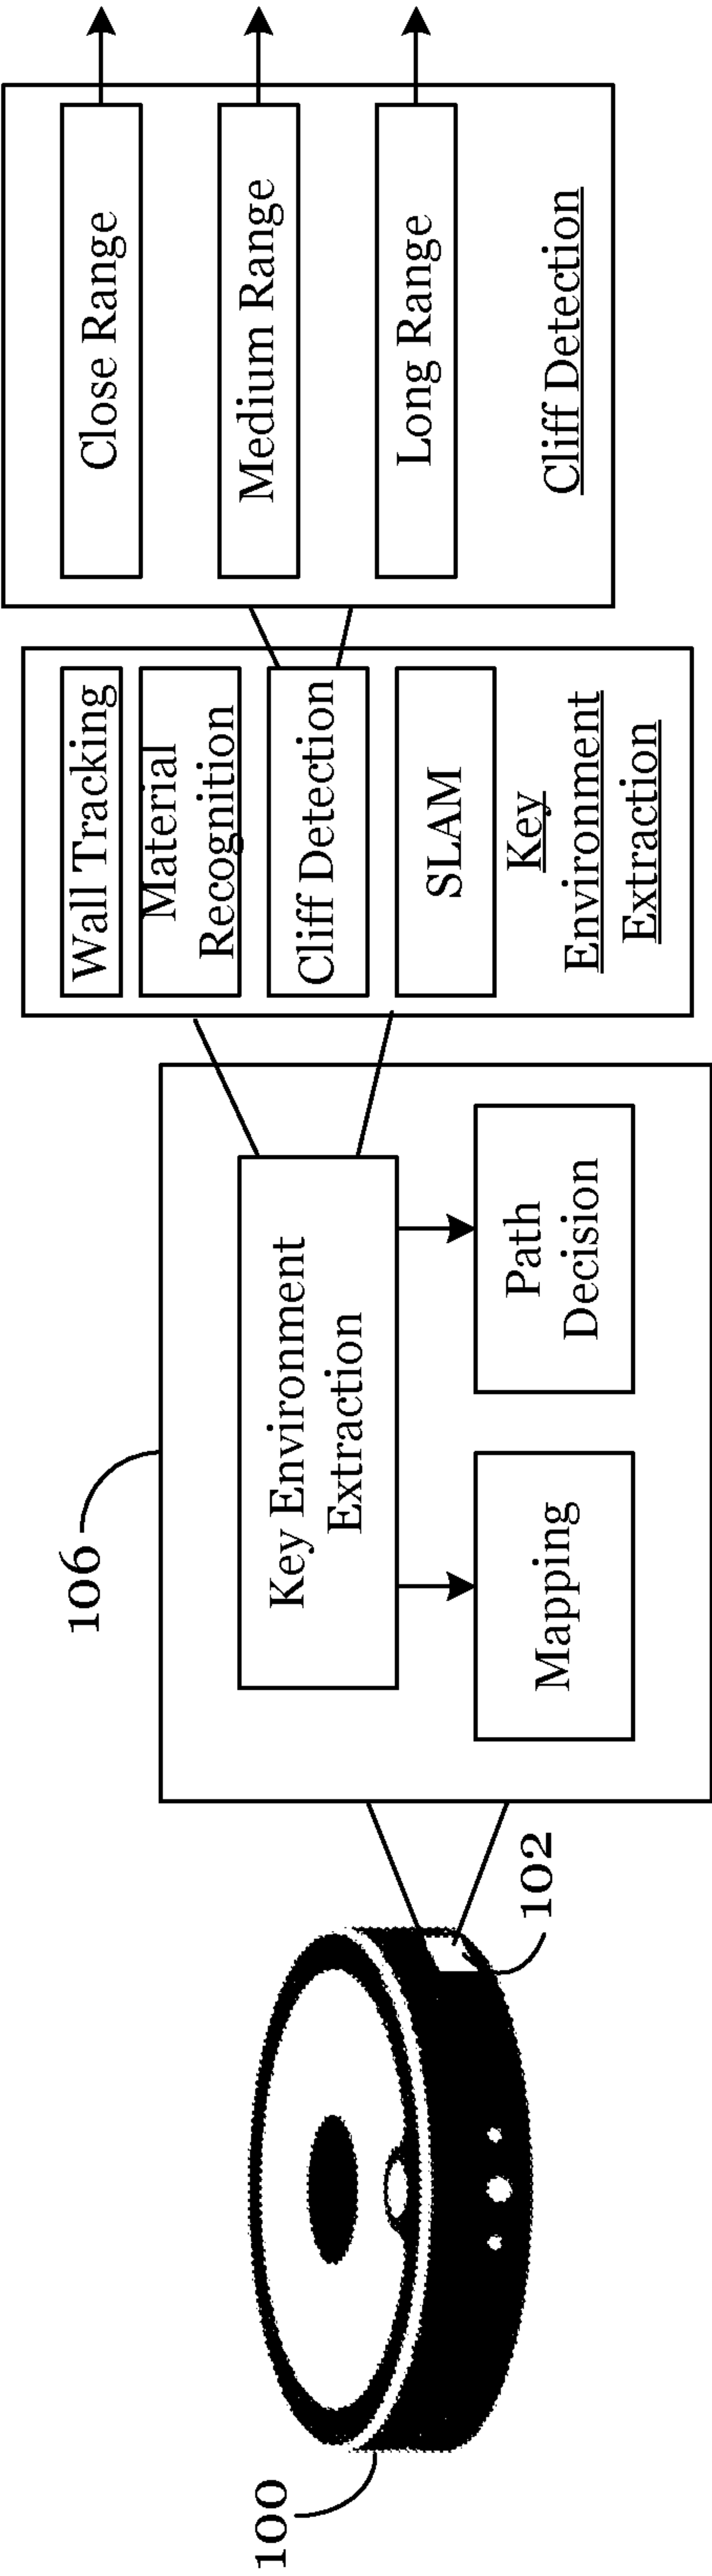 100
102
106
Key Environment
Extraction
Mapping
Path
Decision
Wall Tracking
Material
Recognition
Cliff Detection
SLAM
Key
Environment
Extraction
Close Range
Medium Range
Long Range
Cliff Detection